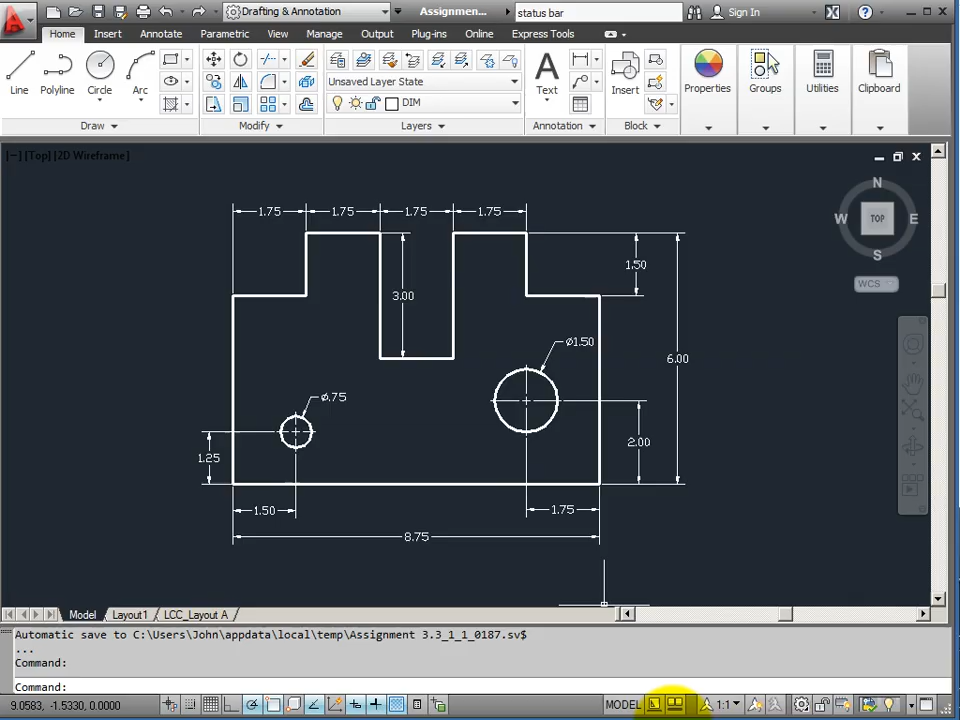 Drafting & Annotation
Assignmen...
status bar
Sign In
Home
Insert
Annotate
Parametric
View
Manage
Output
Plug-ins
Online
Express Tools
Line
Polyline
Circle
Arc
Unsaved Layer State
DIM
Text
Insert
Properties
Groups
Utilities
Clipboard
Draw
Modify
Layers
Annotation
Block
[−] [Top] [2D Wireframe]
N
W
TOP
E
S
WCS
1.75
1.75
1.75
1.75
1.50
3.00
Ø1.50
6.00
Ø.75
2.00
1.25
1.50
1.75
8.75
Model
Layout1
LCC_Layout A
Automatic save to C:\Users\John\appdata\local\temp\Assignment 3.3_1_1_0187.sv$
...
Command:
Command:
9.0583, -1.5330, 0.0000
MODEL
1:1